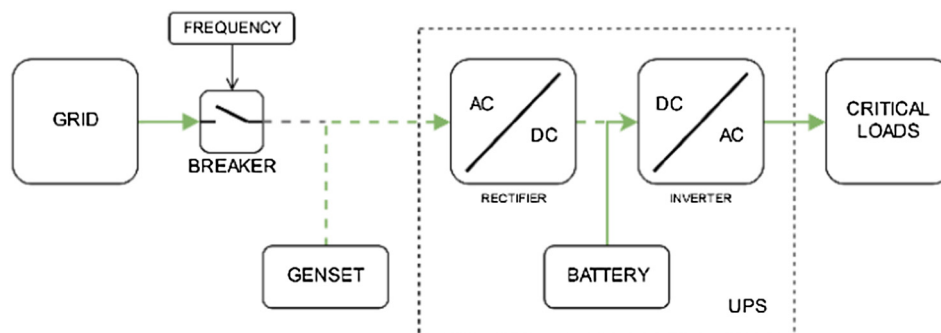 FREQUENCY
GRID
BREAKER
AC
DC
RECTIFIER
DC
AC
INVERTER
CRITICAL
LOADS
GENSET
BATTERY
UPS